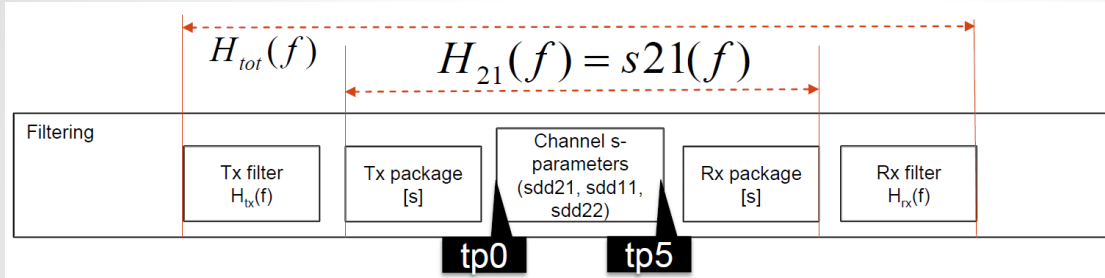 H_tot(f)
H_21(f) = s21(f)
Filtering
Tx filter
H_tx(f)
Tx package
[s]
Channel s-
parameters
(sdd21, sdd11,
sdd22)
Rx package
[s]
Rx filter
H_rx(f)
tp0
tp5